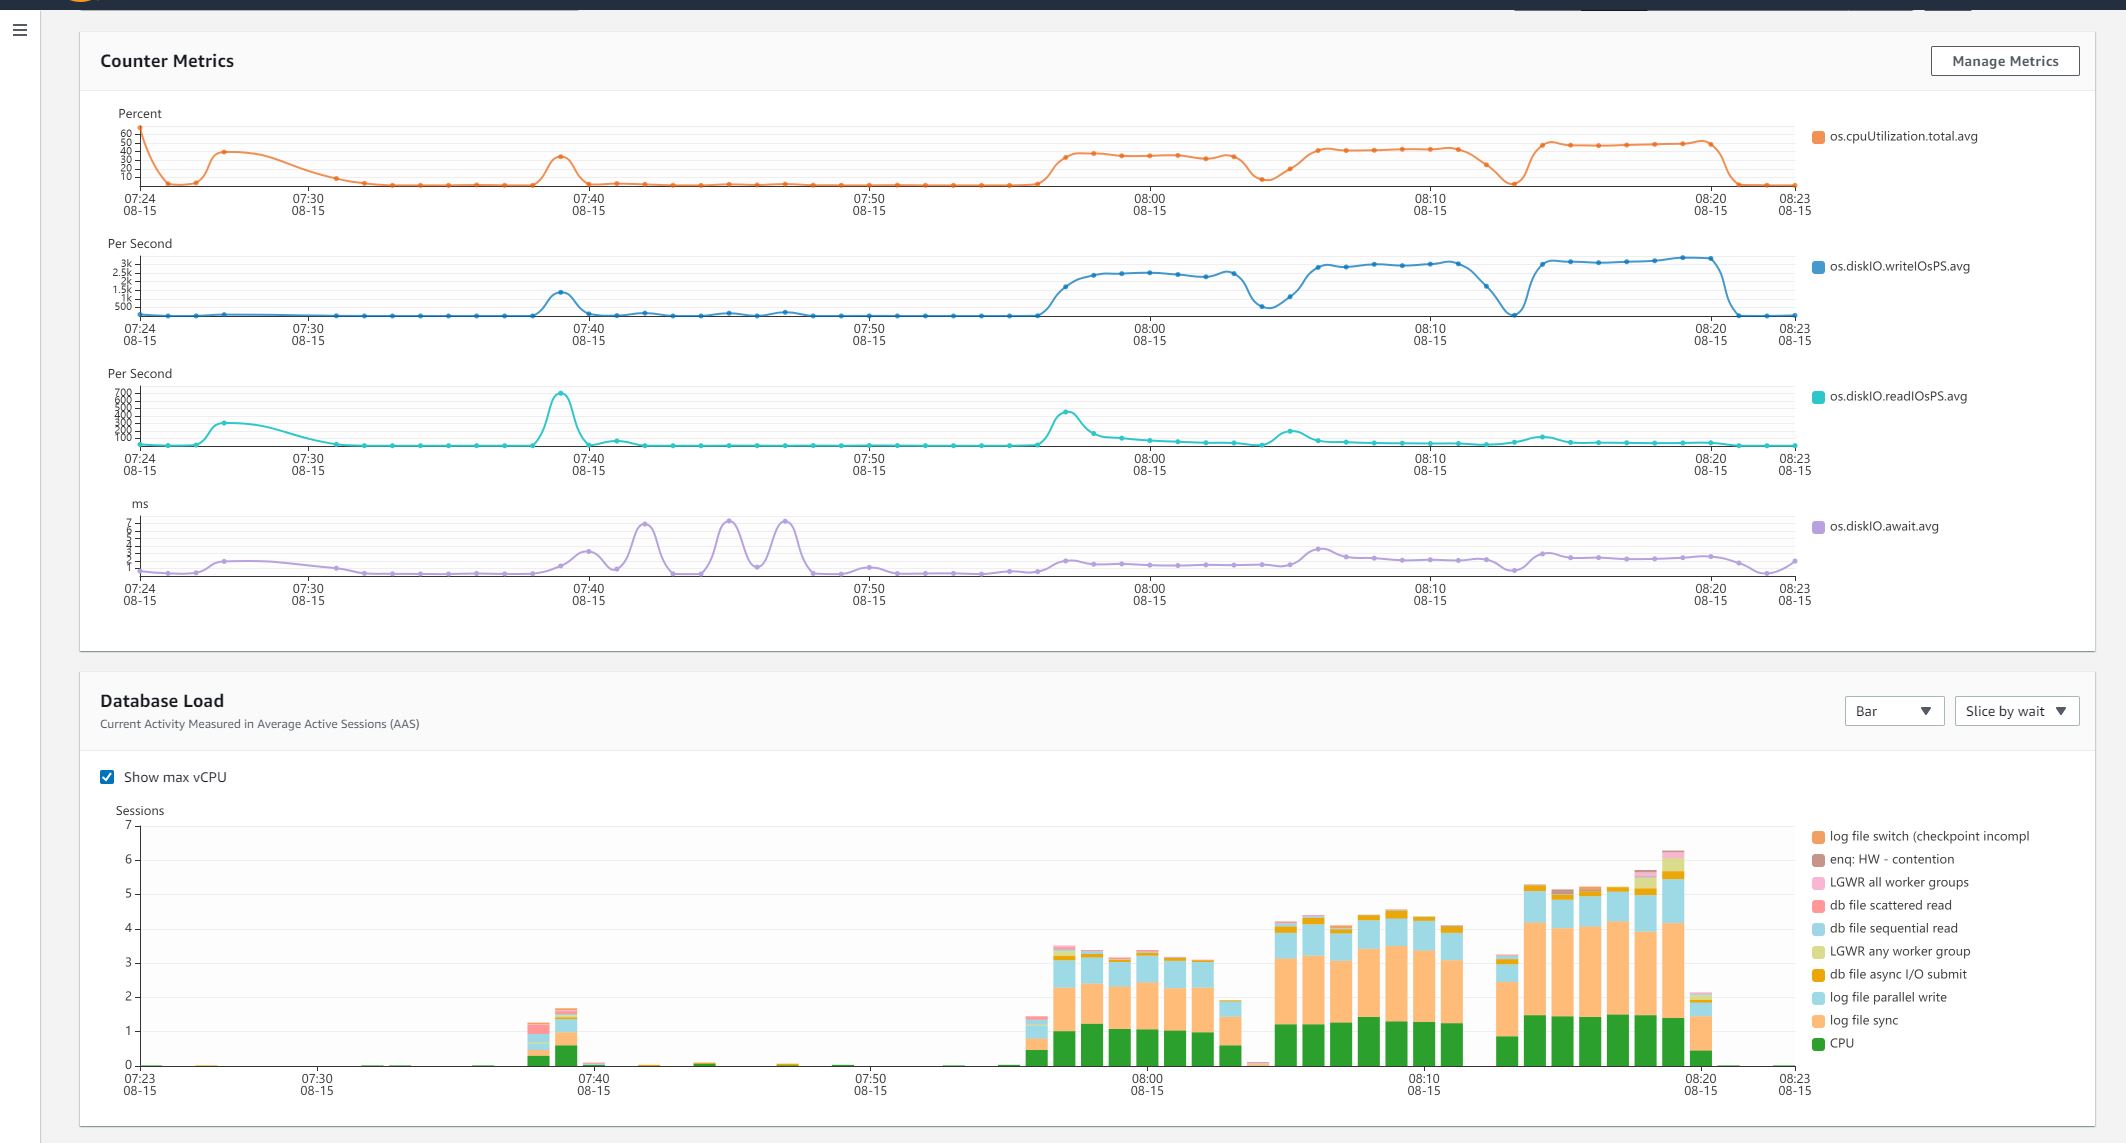 Counter Metrics
Manage Metrics
Percent
60
50
40
30
20
10
07:24 07:30 07:40 07:50 08:00 08:10 08:20 08:23
08-15 08-15 08-15 08-15 08-15 08-15 08-15 08-15
os.cpuUtilization.total.avg
Per Second
3k
2.5k
2k
1.5k
1k
500
07:24 07:30 07:40 07:50 08:00 08:10 08:20 08:23
08-15 08-15 08-15 08-15 08-15 08-15 08-15 08-15
os.diskIO.writeIOsPS.avg
Per Second
700
600
500
400
300
200
100
07:24 07:30 07:40 07:50 08:00 08:10 08:20 08:23
08-15 08-15 08-15 08-15 08-15 08-15 08-15 08-15
os.diskIO.readIOsPS.avg
ms
7
6
5
4
3
2
1
07:24 07:30 07:40 07:50 08:00 08:10 08:20 08:23
08-15 08-15 08-15 08-15 08-15 08-15 08-15 08-15
os.diskIO.await.avg
Database Load
Current Activity Measured in Average Active Sessions (AAS)
Bar
Slice by wait
Show max vCPU
Sessions
7
6
5
4
3
2
1
0
07:23 07:30 07:40 07:50 08:00 08:10 08:20 08:23
08-15 08-15 08-15 08-15 08-15 08-15 08-15 08-15
log file switch (checkpoint incompl
enq: HW - contention
LGWR all worker groups
db file scattered read
db file sequential read
LGWR any worker group
db file async I/O submit
log file parallel write
log file sync
CPU